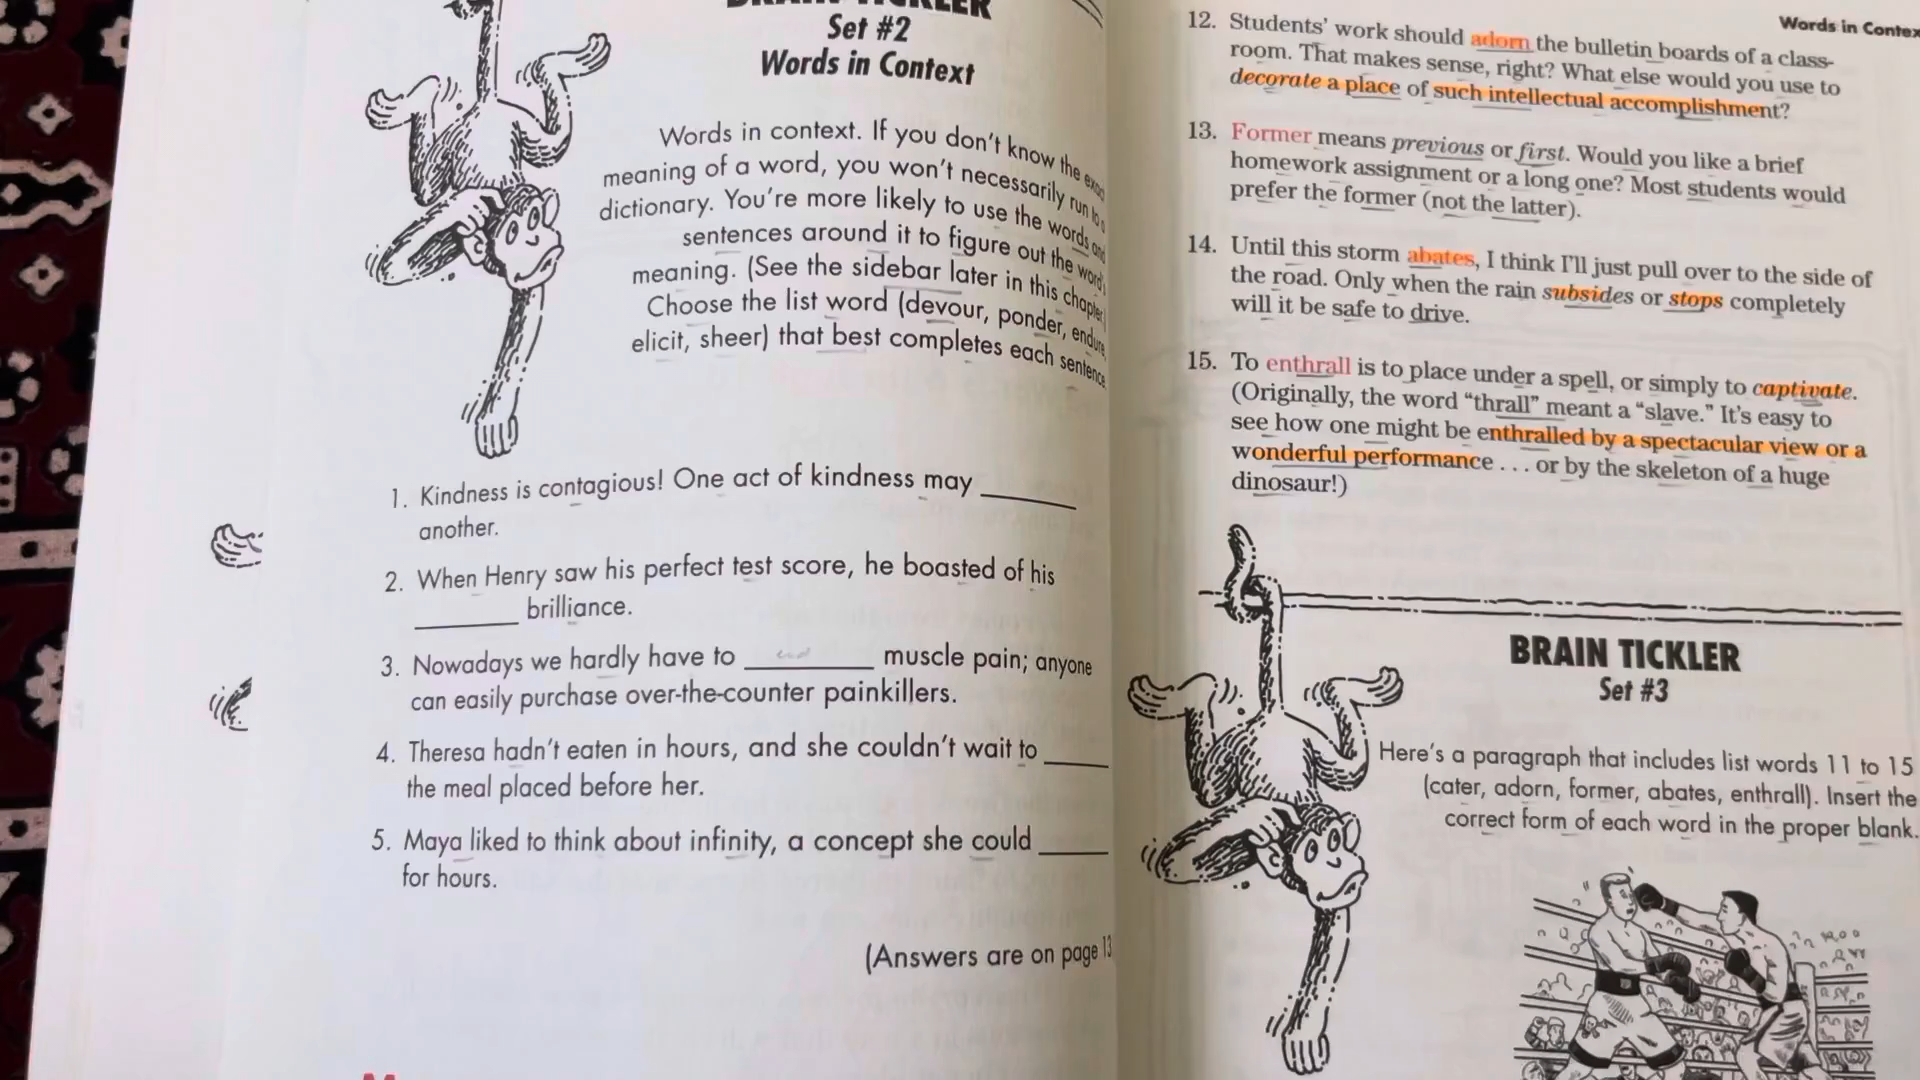 BRAIN TICKLER
Set #2
Words in Context
Words in context. If you don't know the exact
meaning of a word, you won't necessarily run to a
dictionary. You're more likely to use the words and
sentences around it to figure out the word's
meaning. (See the sidebar later in this chapter.)
Choose the list word (devour, ponder, endure,
elicit, sheer) that best completes each sentence.
1. Kindness is contagious! One act of kindness may ______
another.
2. When Henry saw his perfect test score, he boasted of his
______ brilliance.
3. Nowadays we hardly have to ______ muscle pain; anyone
can easily purchase over-the-counter painkillers.
4. Theresa hadn't eaten in hours, and she couldn't wait to ____
the meal placed before her.
5. Maya liked to think about infinity, a concept she could ____
for hours.
(Answers are on page 13
Words in Contex
12. Students' work should adorn the bulletin boards of a class-
room. That makes sense, right? What else would you use to
decorate a place of such intellectual accomplishment?
13. Former means previous or first. Would you like a brief
homework assignment or a long one? Most students would
prefer the former (not the latter).
14. Until this storm abates, I think I'll just pull over to the side of
the road. Only when the rain subsides or stops completely
will it be safe to drive.
15. To enthrall is to place under a spell, or simply to captivate.
(Originally, the word "thrall" meant a "slave." It's easy to
see how one might be enthralled by a spectacular view or a
wonderful performance . . . or by the skeleton of a huge
dinosaur!)
BRAIN TICKLER
Set #3
Here's a paragraph that includes list words 11 to 15
(cater, adorn, former, abates, enthrall). Insert the
correct form of each word in the proper blank.